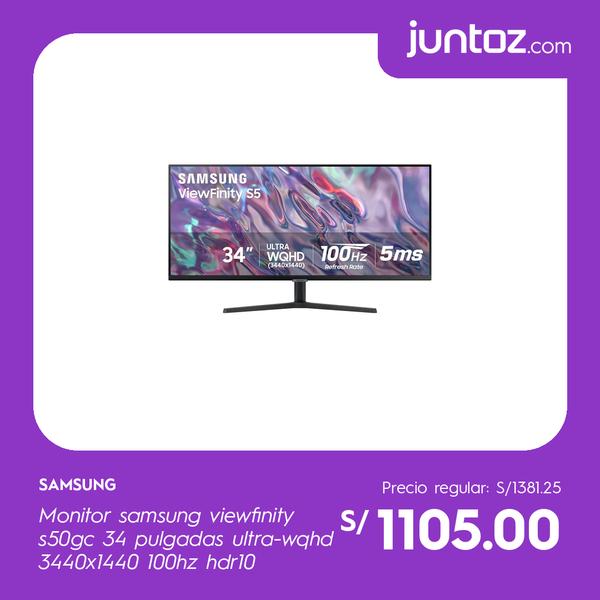 juntoz.com
SAMSUNG
ViewFinity S5
34" ULTRA WQHD (3440x1440) 100Hz Refresh Rate 5ms
SAMSUNG
Monitor samsung viewfinity
s50gc 34 pulgadas ultra-wqhd
3440x1440 100hz hdr10
Precio regular: S/1381.25
S/ 1105.00